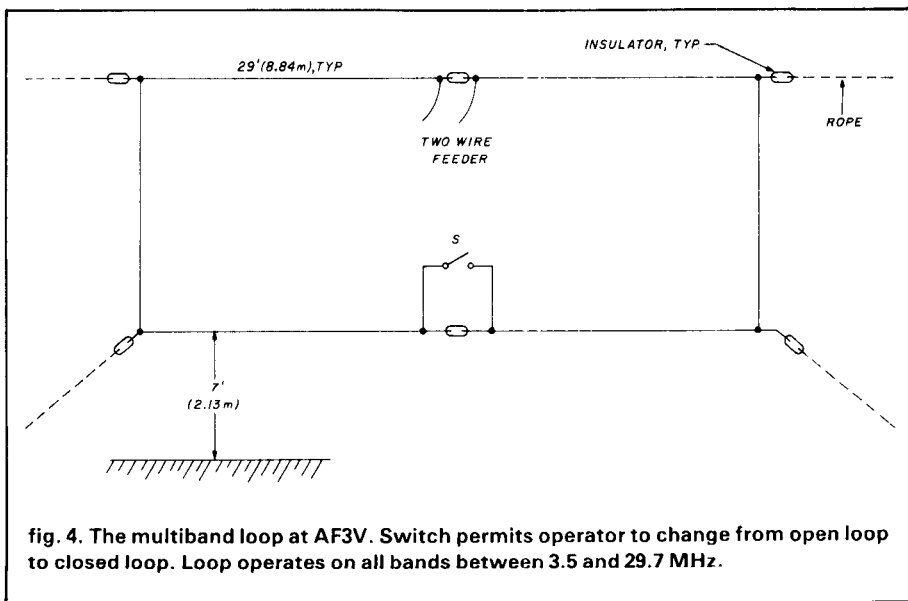 INSULATOR, TYP
29'(8.84m), TYP
ROPE
TWO WIRE
FEEDER
S
7'
(2.13m)
fig. 4. The multiband loop at AF3V. Switch permits operator to change from open loop
to closed loop. Loop operates on all bands between 3.5 and 29.7 MHz.